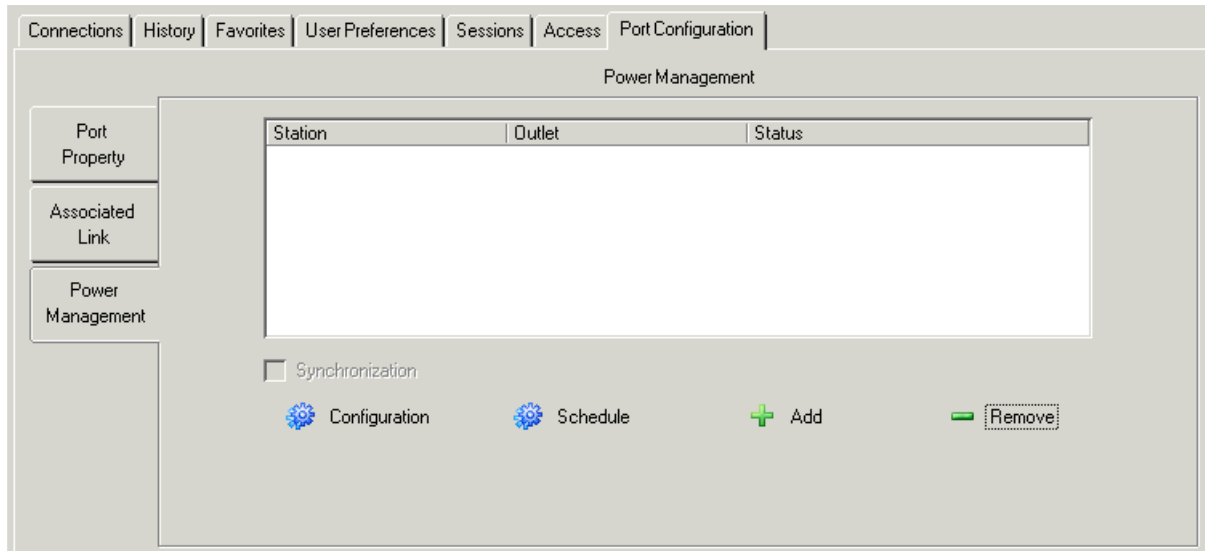 Connections History Favorites User Preferences Sessions Access Port Configuration
Power Management
Port
Property
Associated
Link
Power
Management
Station Outlet Status
Synchronization
Configuration Schedule Add Remove